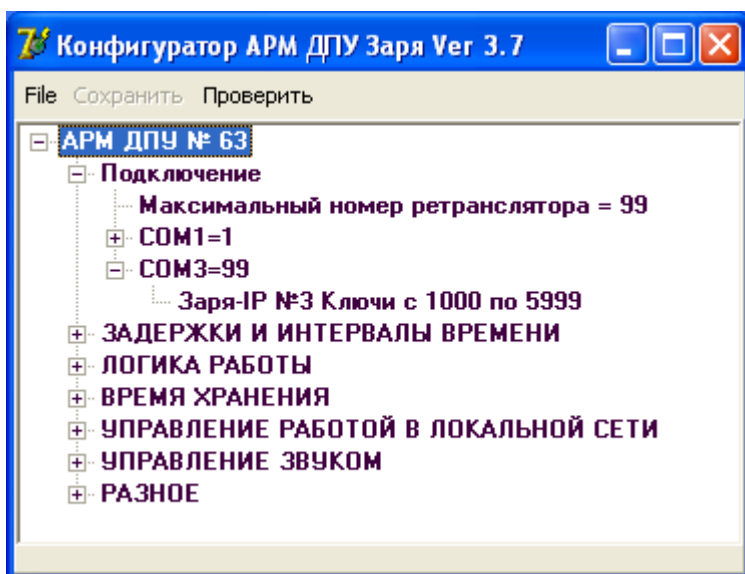 Конфигуратор АРМ ДПУ Заря Ver 3.7
File Сохранить Проверить
АРМ ДПУ № 63
Подключение
Максимальный номер ретранслятора = 99
COM1=1
COM3=99
Заря-IP №3 Ключи с 1000 по 5999
ЗАДЕРЖКИ И ИНТЕРВАЛЫ ВРЕМЕНИ
ЛОГИКА РАБОТЫ
ВРЕМЯ ХРАНЕНИЯ
УПРАВЛЕНИЕ РАБОТОЙ В ЛОКАЛЬНОЙ СЕТИ
УПРАВЛЕНИЕ ЗВУКОМ
РАЗНОЕ